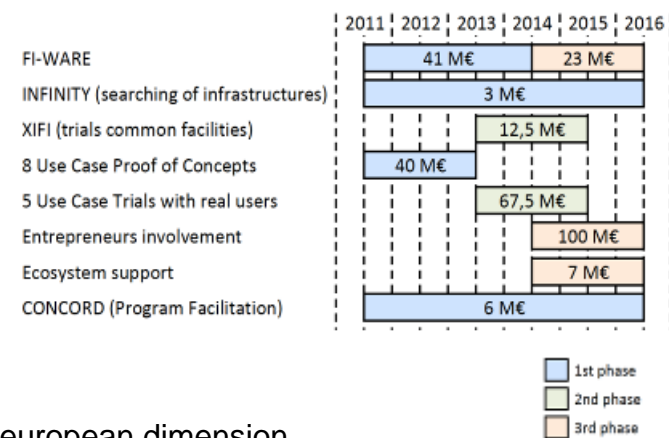 2011 2012 2013 2014 2015 2016
FI-WARE 41 M€ 23 M€
INFINITY (searching of infrastructures) 3 M€
XIFI (trials common facilities) 12,5 M€
8 Use Case Proof of Concepts 40 M€
5 Use Case Trials with real users 67,5 M€
Entrepreneurs involvement 100 M€
Ecosystem support 7 M€
CONCORD (Program Facilitation) 6 M€
1st phase
2nd phase
3rd phase
european dimension